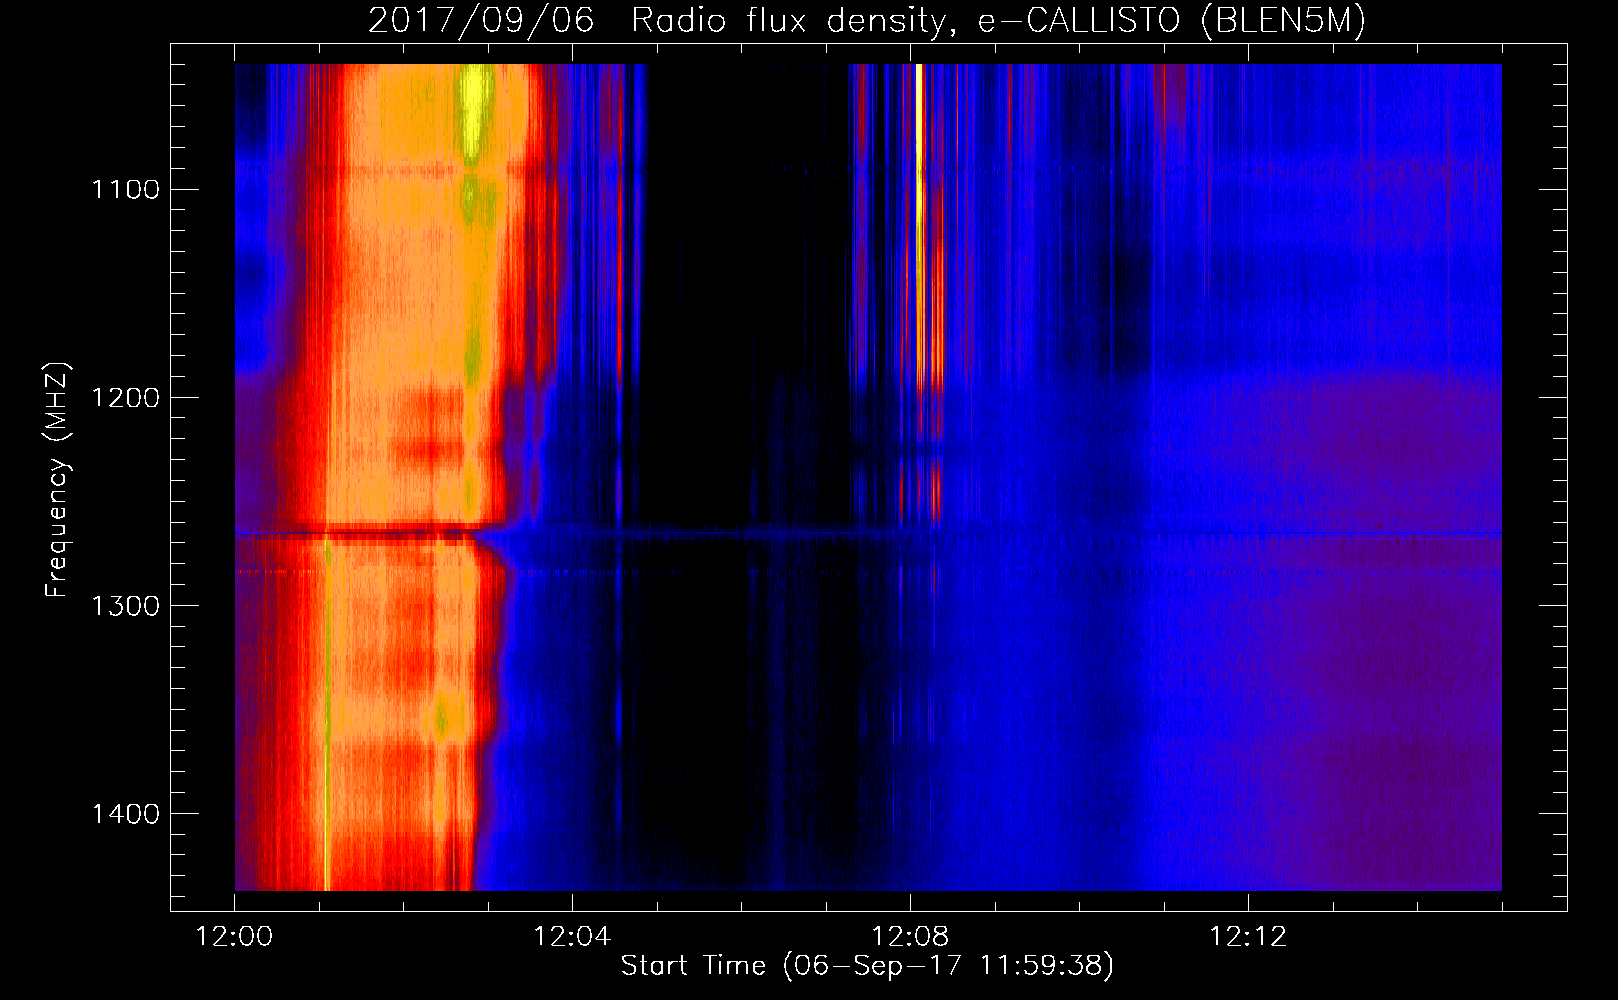 2017/09/06 Radio flux density, e-CALLISTO (BLEN5M)
Frequency (MHZ)
1100
1200
1300
1400
12:00 12:04 12:08 12:12
Start Time (06-Sep-17 11:59:38)